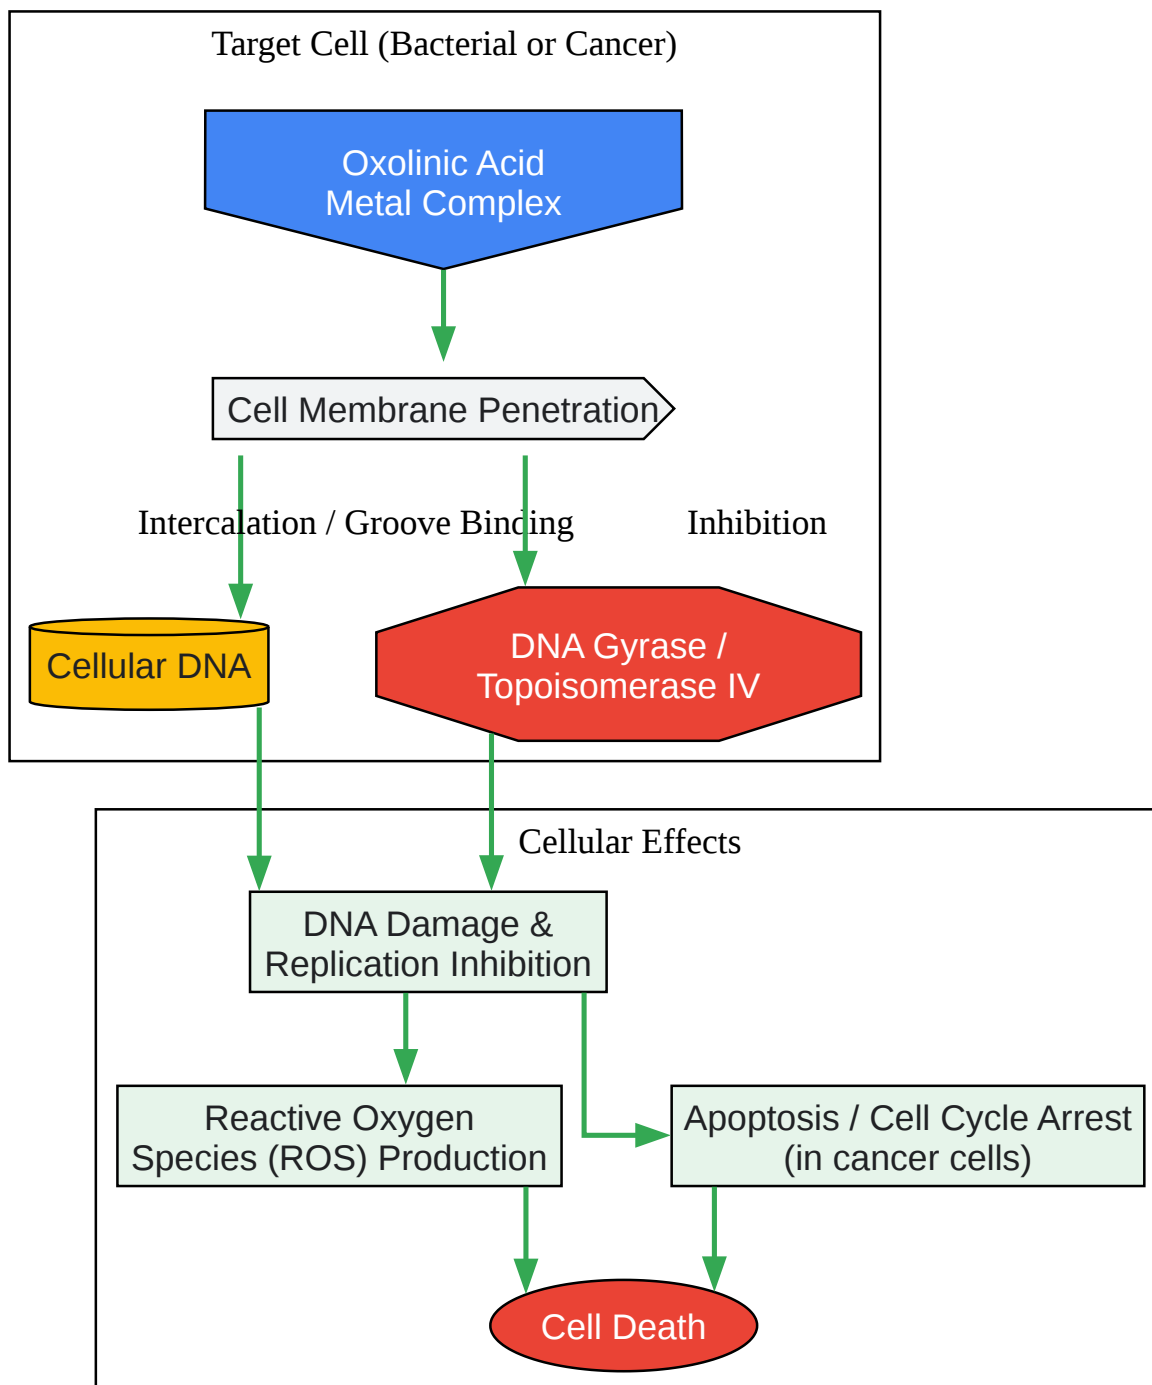 Target Cell (Bacterial or Cancer)
Oxolinic Acid
Metal Complex
Cell Membrane Penetration
Intercalation / Groove Binding
Inhibition
Cellular DNA
DNA Gyrase /
Topoisomerase IV
Cellular Effects
DNA Damage &
Replication Inhibition
Reactive Oxygen
Species (ROS) Production
Apoptosis / Cell Cycle Arrest
(in cancer cells)
Cell Death